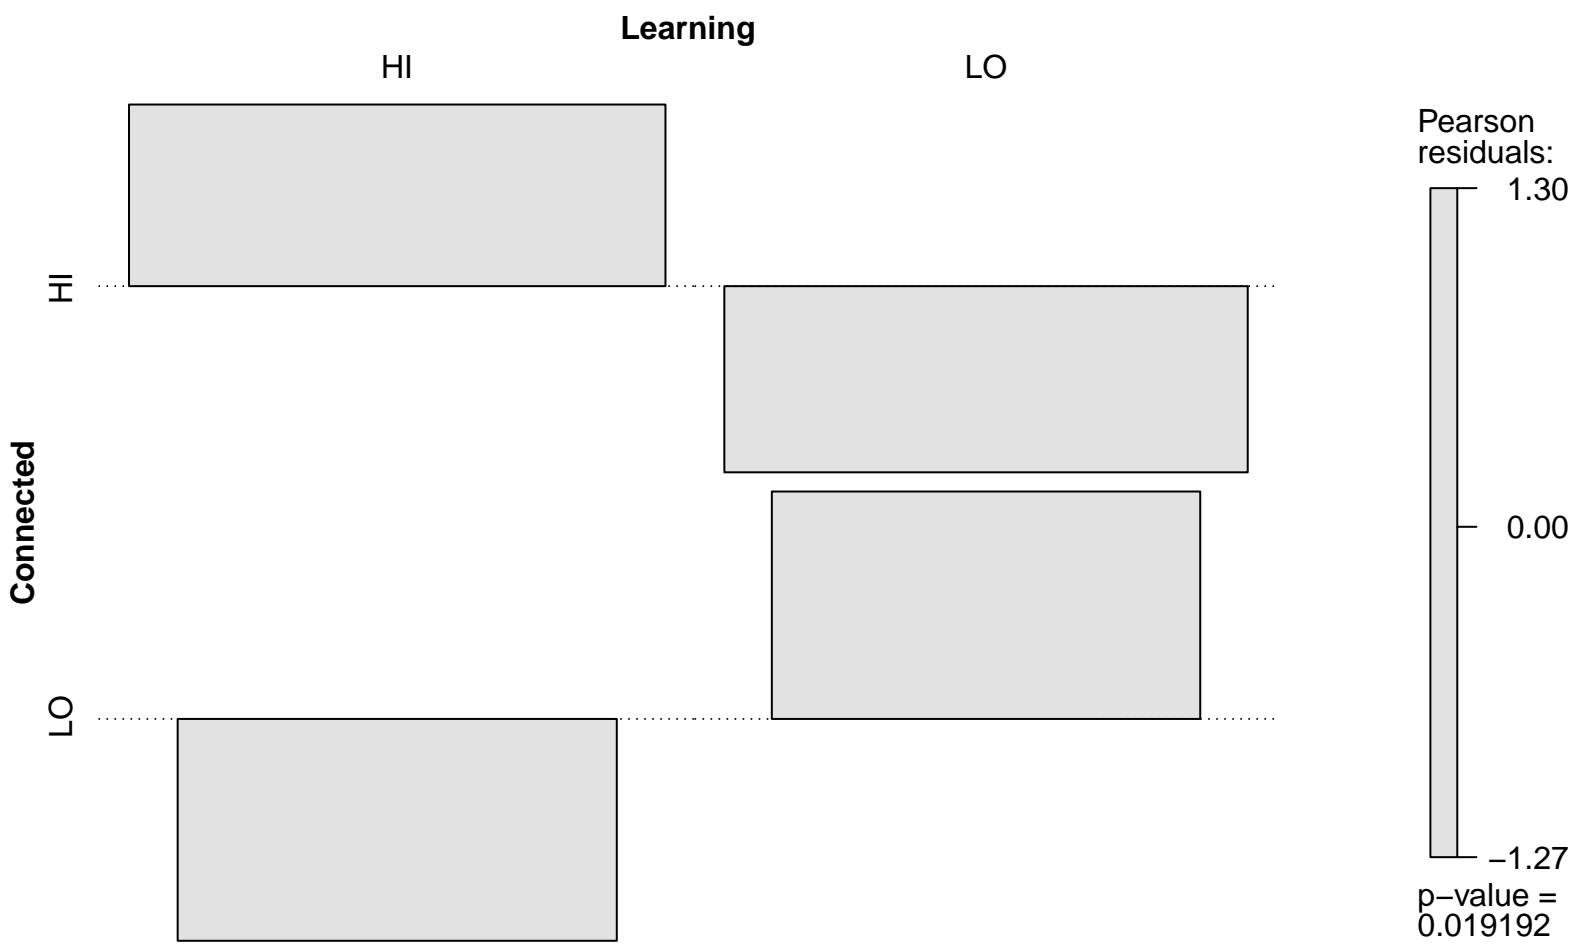 Learning
HI
LO
Connected
HI
LO
Pearson
residuals:
1.30
0.00
−1.27
p−value =
0.019192